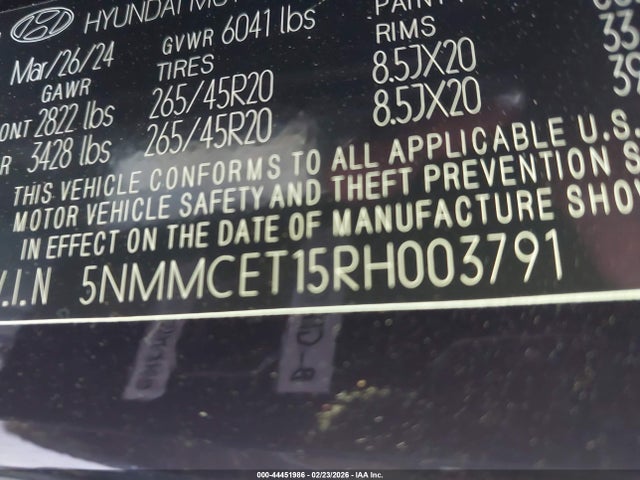 HYUNDAI
Mar/26/24 GVWR 6041 lbs
GAWR TIRES RIMS
2822 lbs 265/45R20 8.5JX20
3428 lbs 265/45R20 8.5JX20
THIS VEHICLE CONFORMS TO ALL APPLICABLE U.S.
MOTOR VEHICLE SAFETY AND THEFT PREVENTION S
IN EFFECT ON THE DATE OF MANUFACTURE SHO
V.I.N 5NMMCET15RH003791
000-44451986 - 02/23/2026 - IAA Inc.